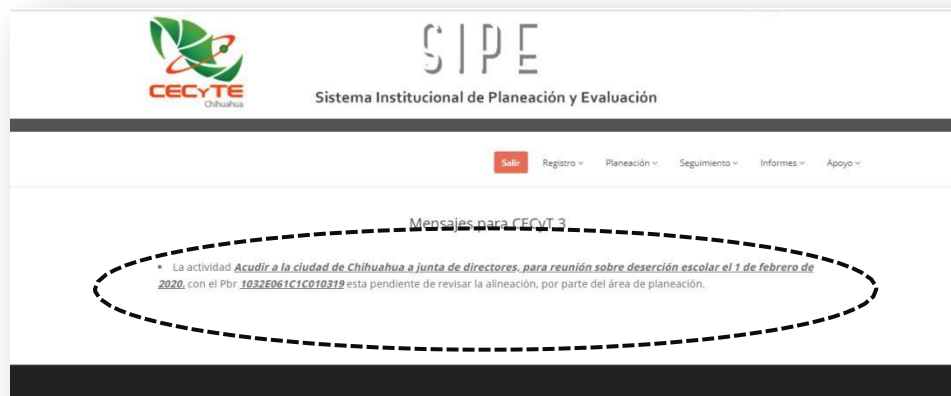 SIPE
CECyTE
Chihuahua
Sistema Institucional de Planeación y Evaluación
Salir Registro Planeación Seguimiento Informes Apoyo
Mensajes para CECyT 3
La actividad Acudir a la ciudad de Chihuahua a junta de directores, para reunión sobre deserción escolar el 1 de febrero de
2020. con el Pbr 1032E061C1C010319 esta pendiente de revisar la alineación, por parte del área de planeación.